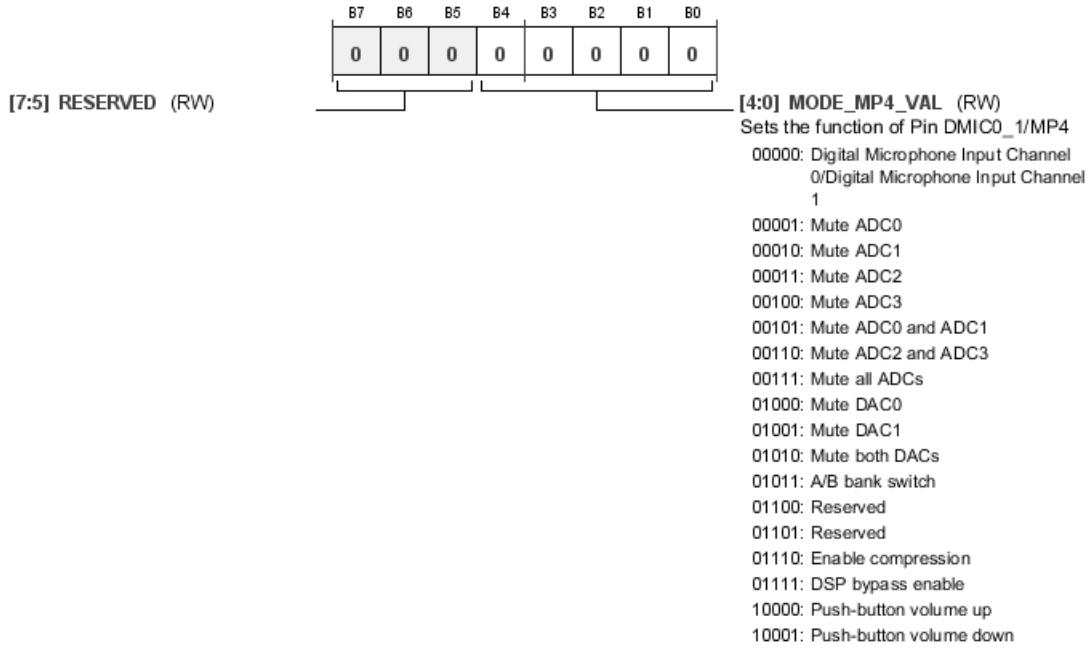 B7 B6 B5 B4 B3 B2 B1 B0
0 0 0 0 0 0 0 0
[7:5] RESERVED (RW)
[4:0] MODE_MP4_VAL (RW)
Sets the function of Pin DMIC0_1/MP4
00000: Digital Microphone Input Channel
0/Digital Microphone Input Channel
1
00001: Mute ADC0
00010: Mute ADC1
00011: Mute ADC2
00100: Mute ADC3
00101: Mute ADC0 and ADC1
00110: Mute ADC2 and ADC3
00111: Mute all ADCs
01000: Mute DAC0
01001: Mute DAC1
01010: Mute both DACs
01011: A/B bank switch
01100: Reserved
01101: Reserved
01110: Enable compression
01111: DSP bypass enable
10000: Push-button volume up
10001: Push-button volume down